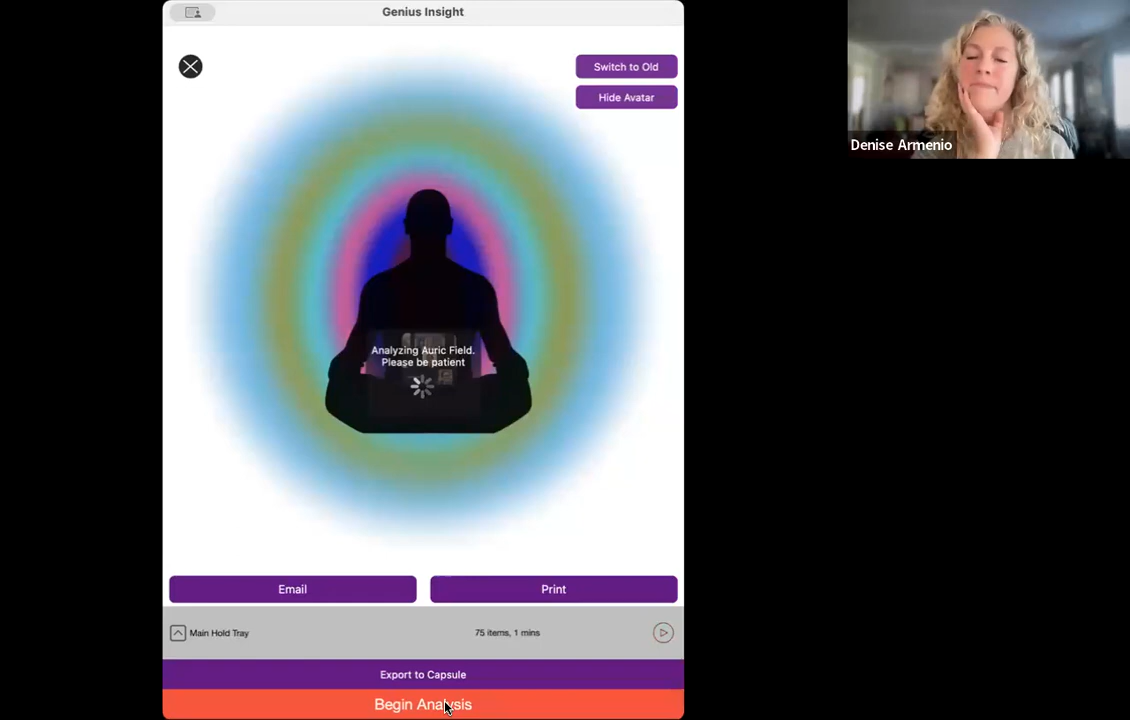 Genius Insight
Switch to Old
Hide Avatar
Denise Armenio
Analyzing Auric Field.
Please be patient
Email
Print
Main Hold Tray
75 items, 1 mins
Export to Capsule
Begin Analysis